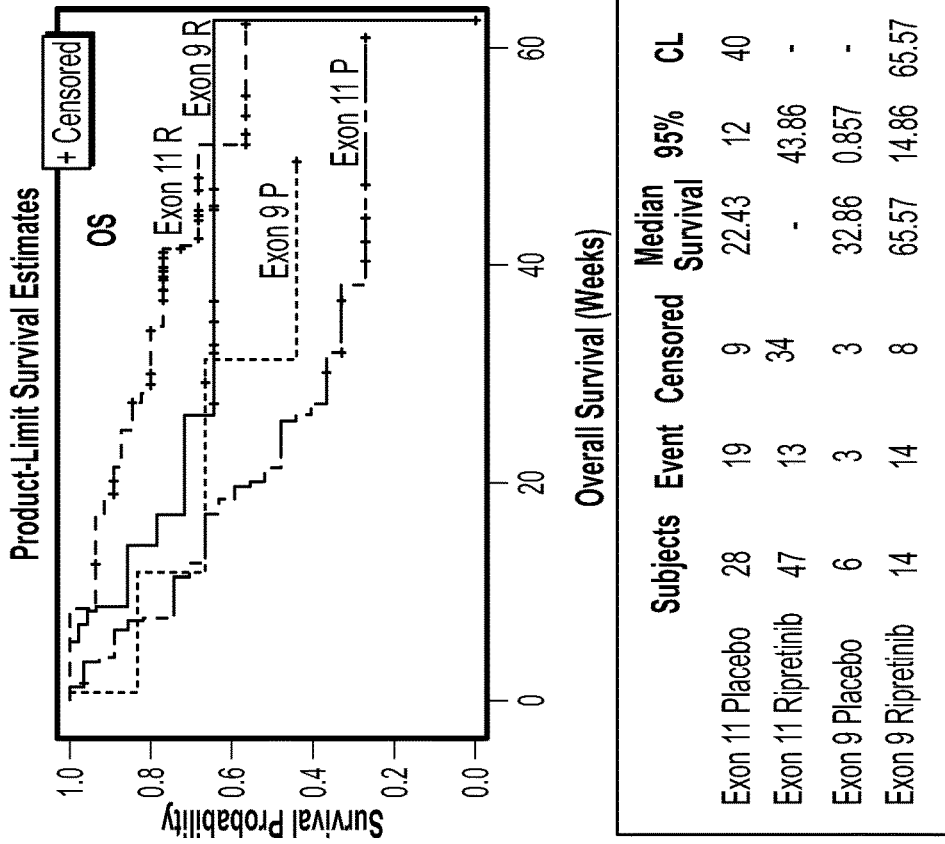 Product-Limit Survival Estimates
+ Censored
OS
Exon 11 R
Exon 9 R
Exon 9 P
Exon 11 P
Survival Probability
1.0
0.8
0.6
0.4
0.2
0.0
0
20
40
60
Overall Survival (Weeks)
Subjects Event Censored Median Survival 95% CL
Exon 11 Placebo 28 19 9 22.43 12 40
Exon 11 Ripretinib 47 13 34 - 43.86 -
Exon 9 Placebo 6 3 3 32.86 0.857 -
Exon 9 Ripretinib 14 14 8 65.57 14.86 65.57